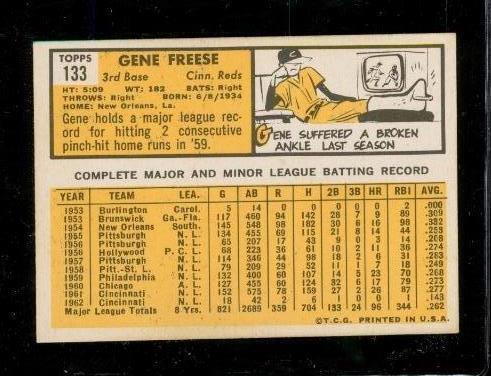 TOPPS
133
GENE FREESE
3rd Base Cinn. Reds
HT: 5:09 WT: 182 BATS: Right
THROWS: Right BORN: 6/8/1934
HOME: New Orleans, La.
Gene holds a major league rec
ord for hitting 2 consecutive
pinch-hit home runs in '59.
C
GENE SUFFERED A BROKEN
ANKLE LAST SEASON
COMPLETE MAJOR AND MINOR LEAGUE BATTING RECORD
YEAR TEAM LEA. G AB R H 2B 3B HR RBI AVG.
1953 Burlington Carol. 5 14 0 0 0 0 0 2 .000
1953 Brunswick Ga.-Fla. 117 460 94 142 28 7 9 89 .309
1954 New Orleans South. 148 98 180 30 6 16 98
1955 Pittsburgh N. L. 134 455 69 115 21 8 14 44 .253
1956 Pittsburgh N. L. 65 207 17 43 9 0 3 14 .208
1956 Hollywood P. C. L. 68 223 36 61 10 2 11 36 .274
1957 Pittsburgh N. L. 114 346 44 98 18 2 6 31 .283
1958 Pitt.-St. L. N. L. 79 209 29 52 11 1 7 18 .249
1959 Philadelphia N. L. 132 400 60 107 14 5 23 70 .268
1960 Chicago A. L. 127 455 60 124 32 6 17 79 .273
1961 Cincinnati N. L. 152 575 78 159 27 2 26 87 .277
1962 Cincinnati N. L. 18 42 2 6 1 0 0 1 .143
Major League Totals 8 Yrs. 821 2689 359 704 133 24 96 344 .262
©T.C.G. PRINTED IN U.S.A.